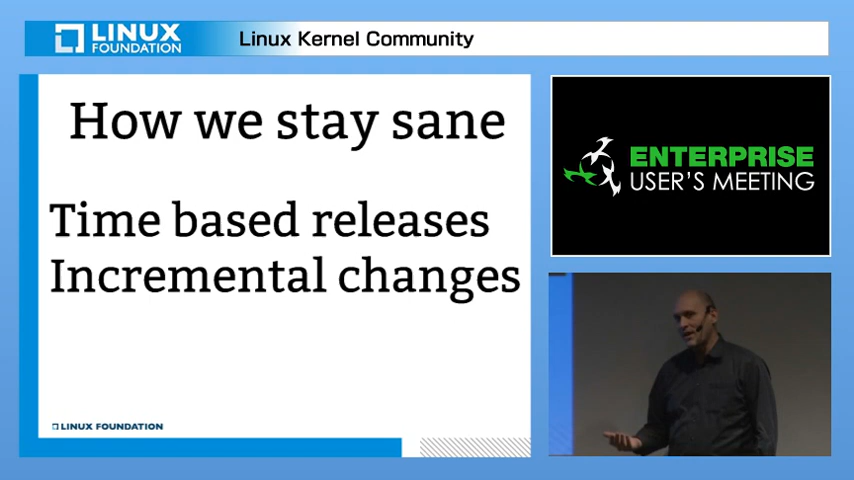 LINUX
FOUNDATION
Linux Kernel Community
How we stay sane
Time based releases
Incremental changes
LINUX FOUNDATION
ENTERPRISE
USER'S MEETING